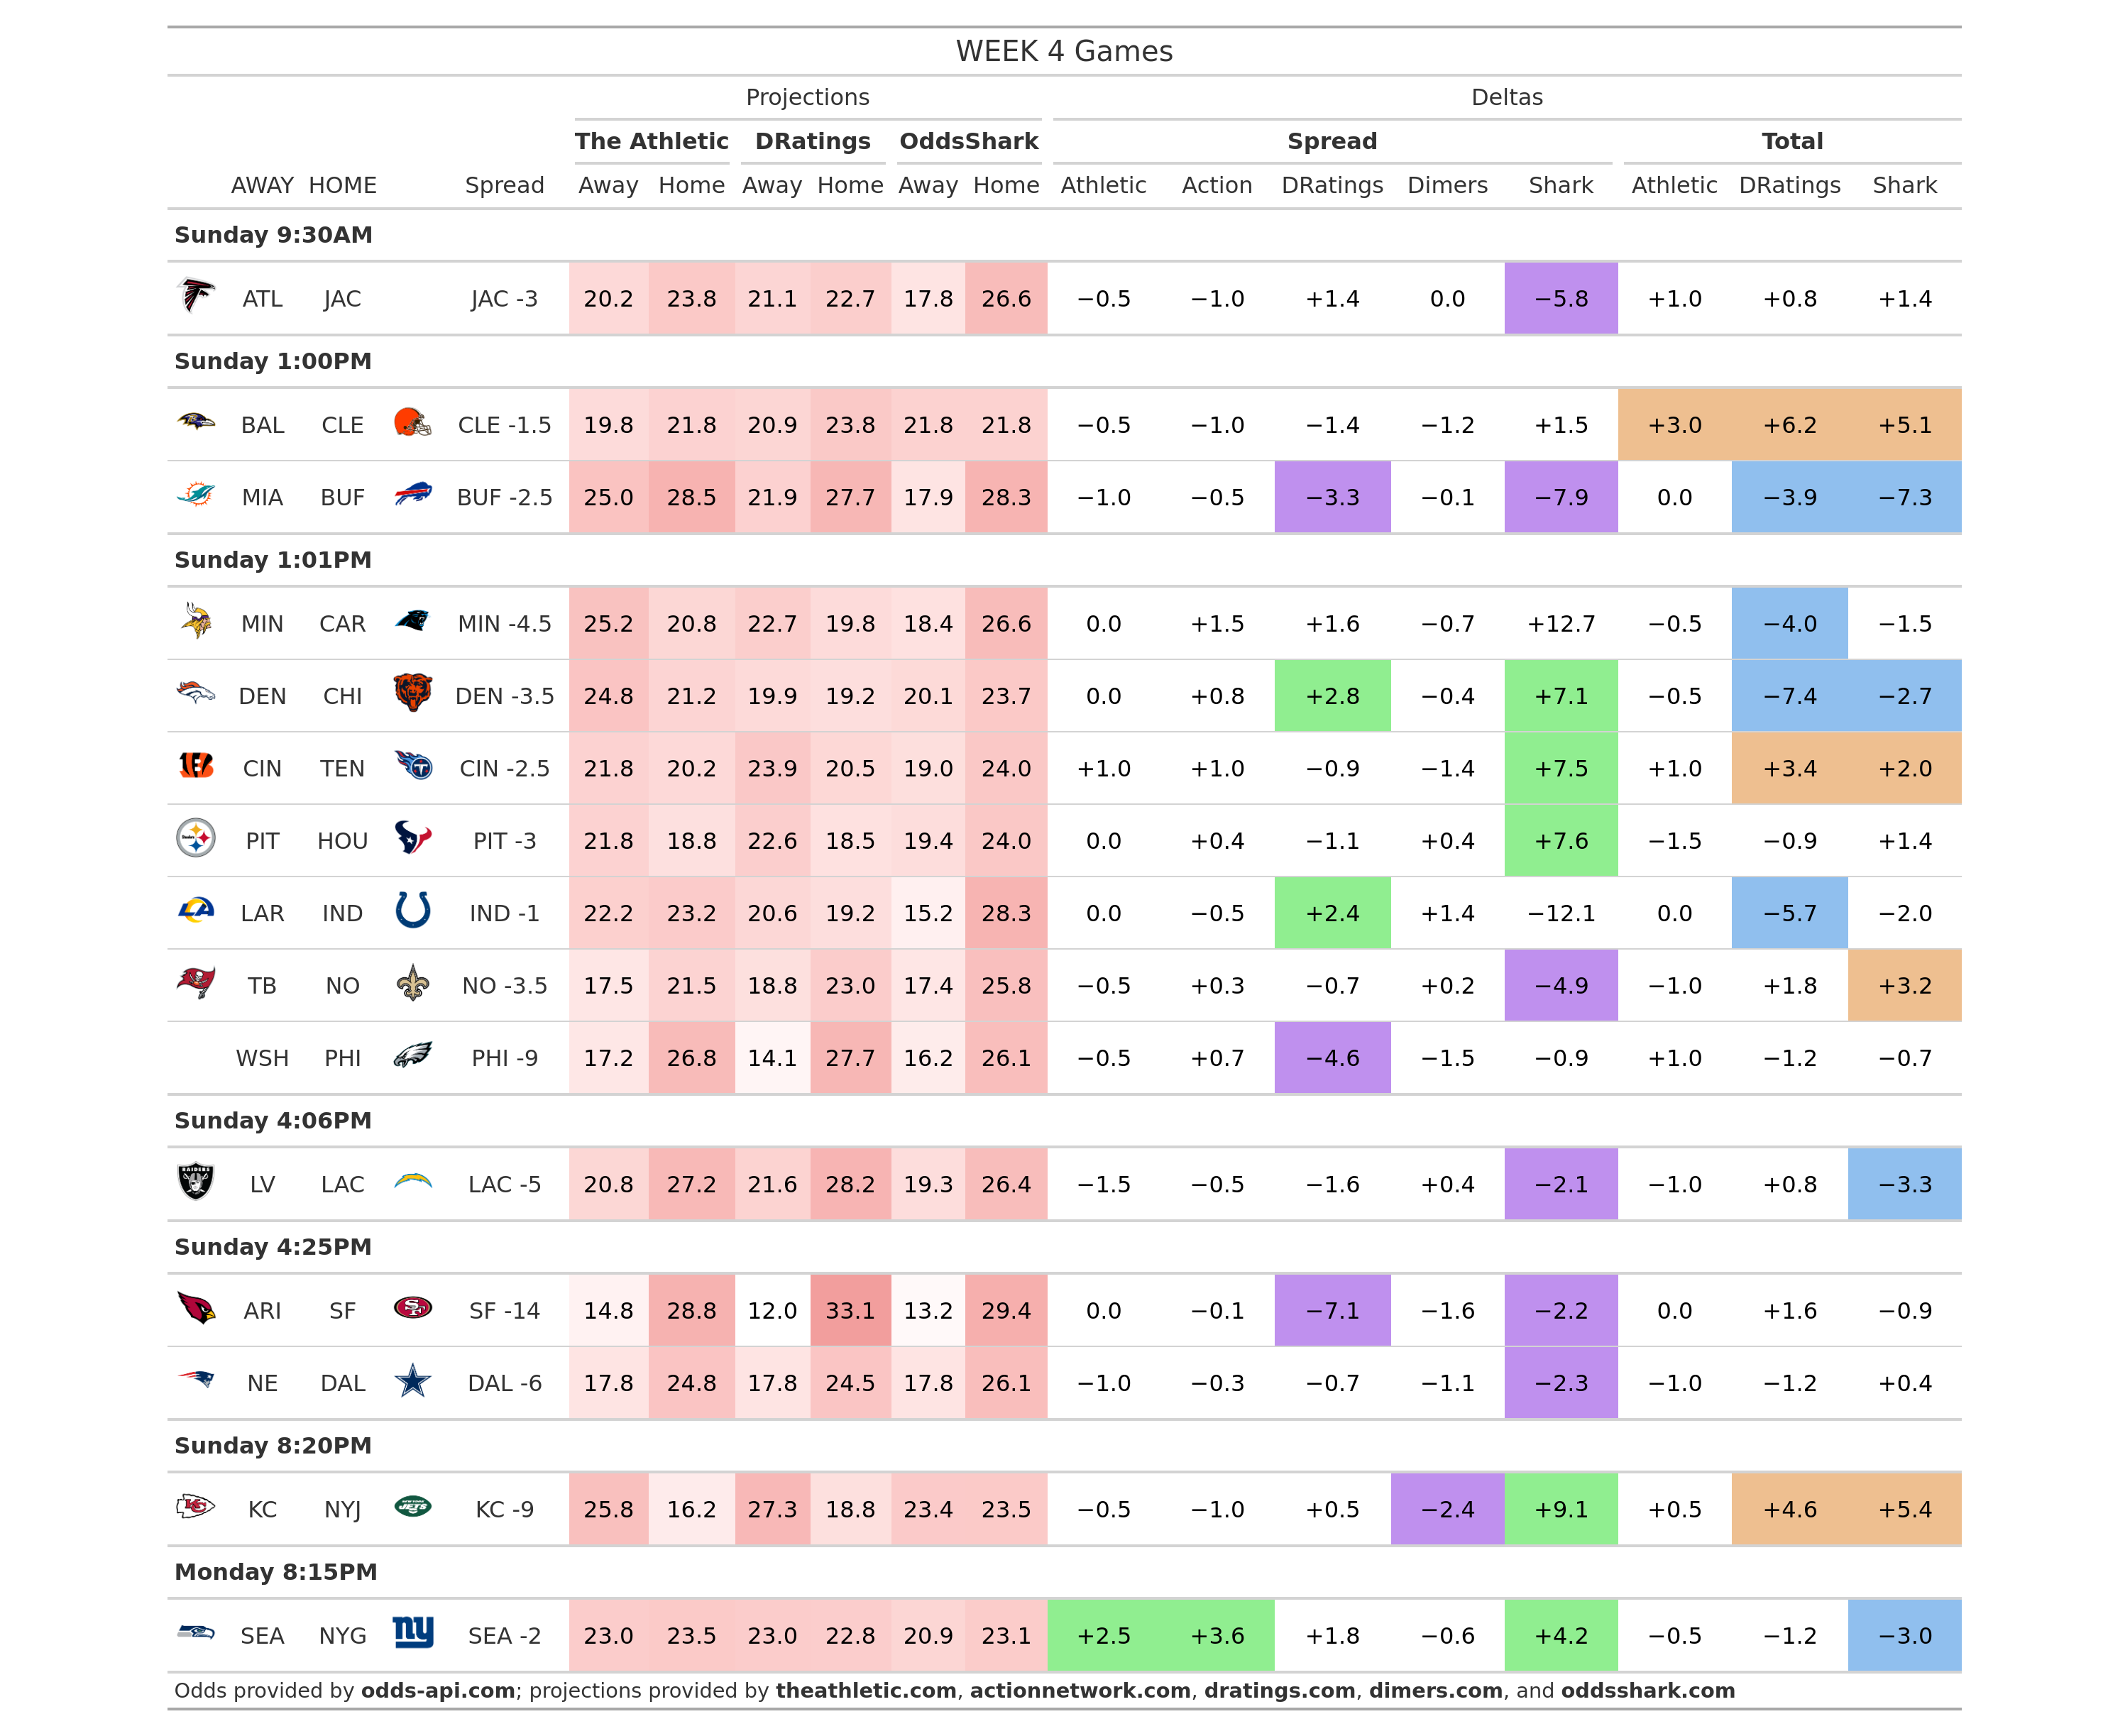 WEEK 4 Games
Projections Deltas
The Athletic DRatings OddsShark Spread Total
AWAY HOME Spread Away Home Away Home Away Home Athletic Action DRatings Dimers Shark Athletic DRatings Shark
Sunday 9:30AM
ATL JAC JAC -3 20.2 23.8 21.1 22.7 17.8 26.6 −0.5 −1.0 +1.4 0.0 −5.8 +1.0 +0.8 +1.4
Sunday 1:00PM
BAL CLE CLE -1.5 19.8 21.8 20.9 23.8 21.8 21.8 −0.5 −1.0 −1.4 −1.2 +1.5 +3.0 +6.2 +5.1
MIA BUF BUF -2.5 25.0 28.5 21.9 27.7 17.9 28.3 −1.0 −0.5 −3.3 −0.1 −7.9 0.0 −3.9 −7.3
Sunday 1:01PM
MIN CAR MIN -4.5 25.2 20.8 22.7 19.8 18.4 26.6 0.0 +1.5 +1.6 −0.7 +12.7 −0.5 −4.0 −1.5
DEN CHI DEN -3.5 24.8 21.2 19.9 19.2 20.1 23.7 0.0 +0.8 +2.8 −0.4 +7.1 −0.5 −7.4 −2.7
CIN TEN CIN -2.5 21.8 20.2 23.9 20.5 19.0 24.0 +1.0 +1.0 −0.9 −1.4 +7.5 +1.0 +3.4 +2.0
PIT HOU PIT -3 21.8 18.8 22.6 18.5 19.4 24.0 0.0 +0.4 −1.1 +0.4 +7.6 −1.5 −0.9 +1.4
LAR IND IND -1 22.2 23.2 20.6 19.2 15.2 28.3 0.0 −0.5 +2.4 +1.4 −12.1 0.0 −5.7 −2.0
TB NO NO -3.5 17.5 21.5 18.8 23.0 17.4 25.8 −0.5 +0.3 −0.7 +0.2 −4.9 −1.0 +1.8 +3.2
WSH PHI PHI -9 17.2 26.8 14.1 27.7 16.2 26.1 −0.5 +0.7 −4.6 −1.5 −0.9 +1.0 −1.2 −0.7
Sunday 4:06PM
LV LAC LAC -5 20.8 27.2 21.6 28.2 19.3 26.4 −1.5 −0.5 −1.6 +0.4 −2.1 −1.0 +0.8 −3.3
Sunday 4:25PM
ARI SF SF -14 14.8 28.8 12.0 33.1 13.2 29.4 0.0 −0.1 −7.1 −1.6 −2.2 0.0 +1.6 −0.9
NE DAL DAL -6 17.8 24.8 17.8 24.5 17.8 26.1 −1.0 −0.3 −0.7 −1.1 −2.3 −1.0 −1.2 +0.4
Sunday 8:20PM
KC NYJ KC -9 25.8 16.2 27.3 18.8 23.4 23.5 −0.5 −1.0 +0.5 −2.4 +9.1 +0.5 +4.6 +5.4
Monday 8:15PM
SEA NYG ny SEA -2 23.0 23.5 23.0 22.8 20.9 23.1 +2.5 +3.6 +1.8 −0.6 +4.2 −0.5 −1.2 −3.0
Odds provided by odds-api.com; projections provided by theathletic.com, actionnetwork.com, dratings.com, dimers.com, and oddsshark.com